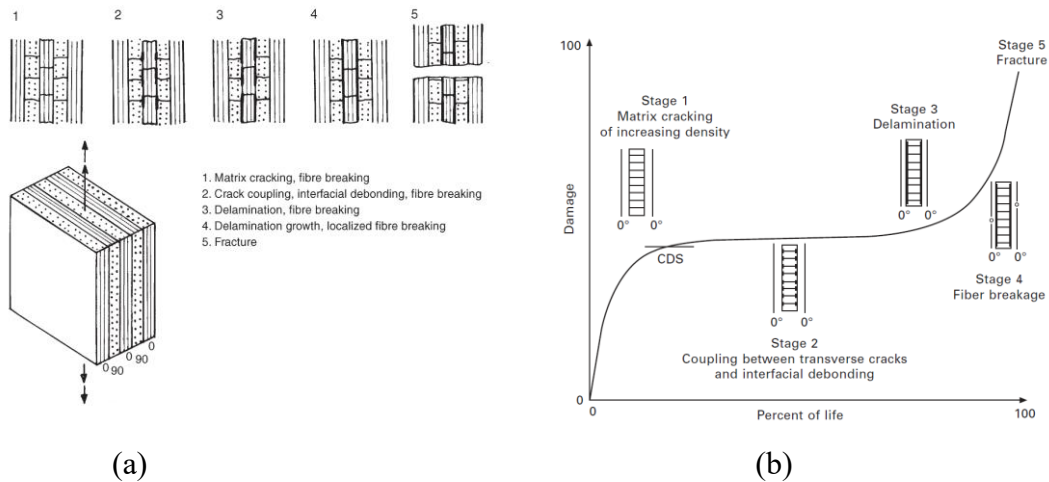 1
2
3
4
5
1. Matrix cracking, fibre breaking
2. Crack coupling, interfacial debonding, fibre breaking
3. Delamination, fibre breaking
4. Delamination growth, localized fibre breaking
5. Fracture
0
90
0
90
0
(a)
100
Stage 5
Fracture
Stage 1
Matrix cracking
of increasing density
Stage 3
Delamination
0° 0°
0° 0°
CDS
0° 0°
0° 0°
Stage 4
Fiber breakage
Stage 2
Coupling between transverse cracks
and interfacial debonding
Damage
0
0
Percent of life
100
(b)